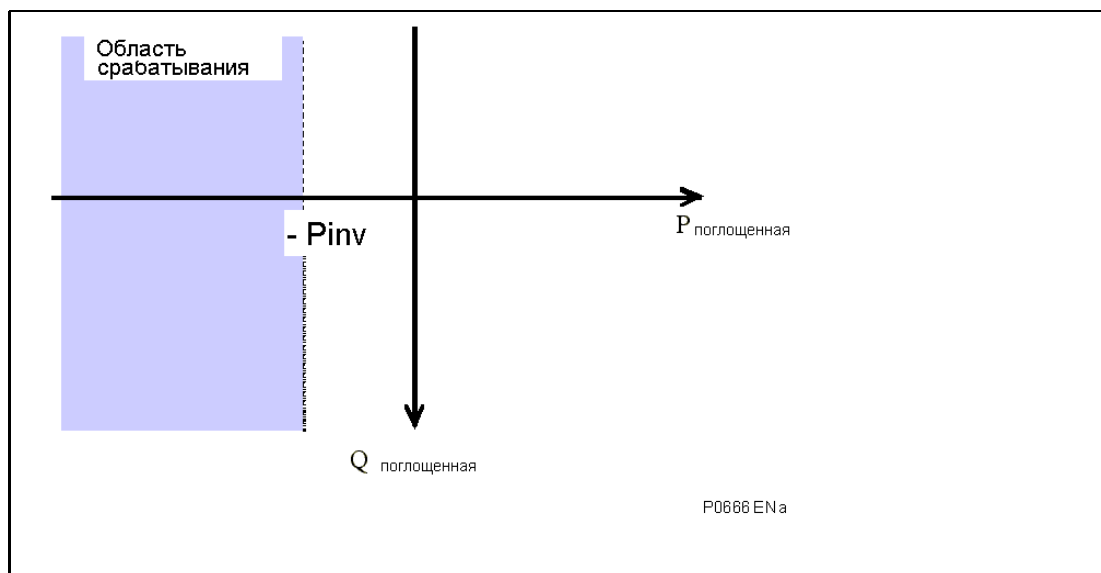 Область
срабатывания
- Pinv
P поглощенная
Q поглощенная
P0666ENa